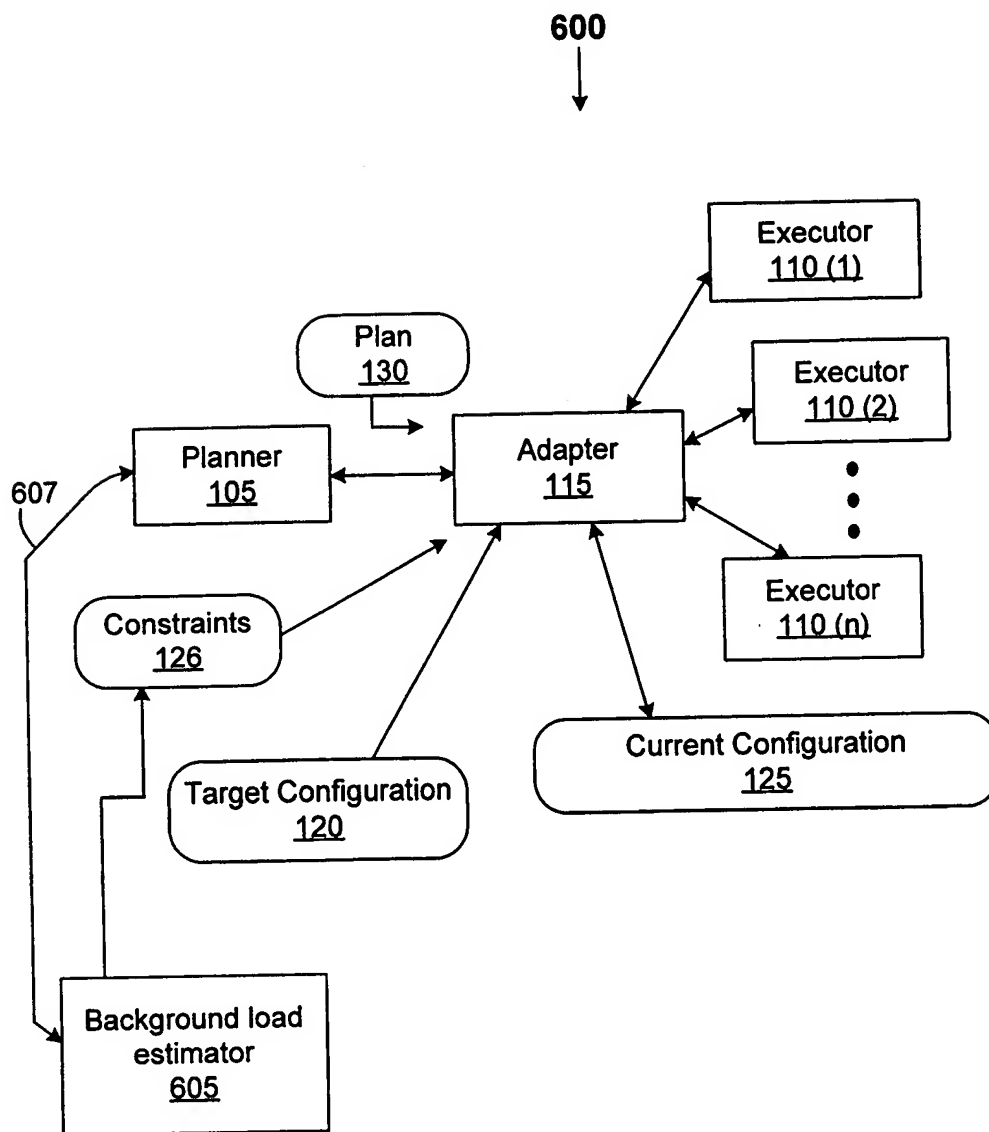 600
Executor
110 (1)
Plan
130
Executor
110 (2)
Planner
105
Adapter
115
607
Executor
110 (n)
Constraints
126
Current Configuration
125
Target Configuration
120
Background load
estimator
605